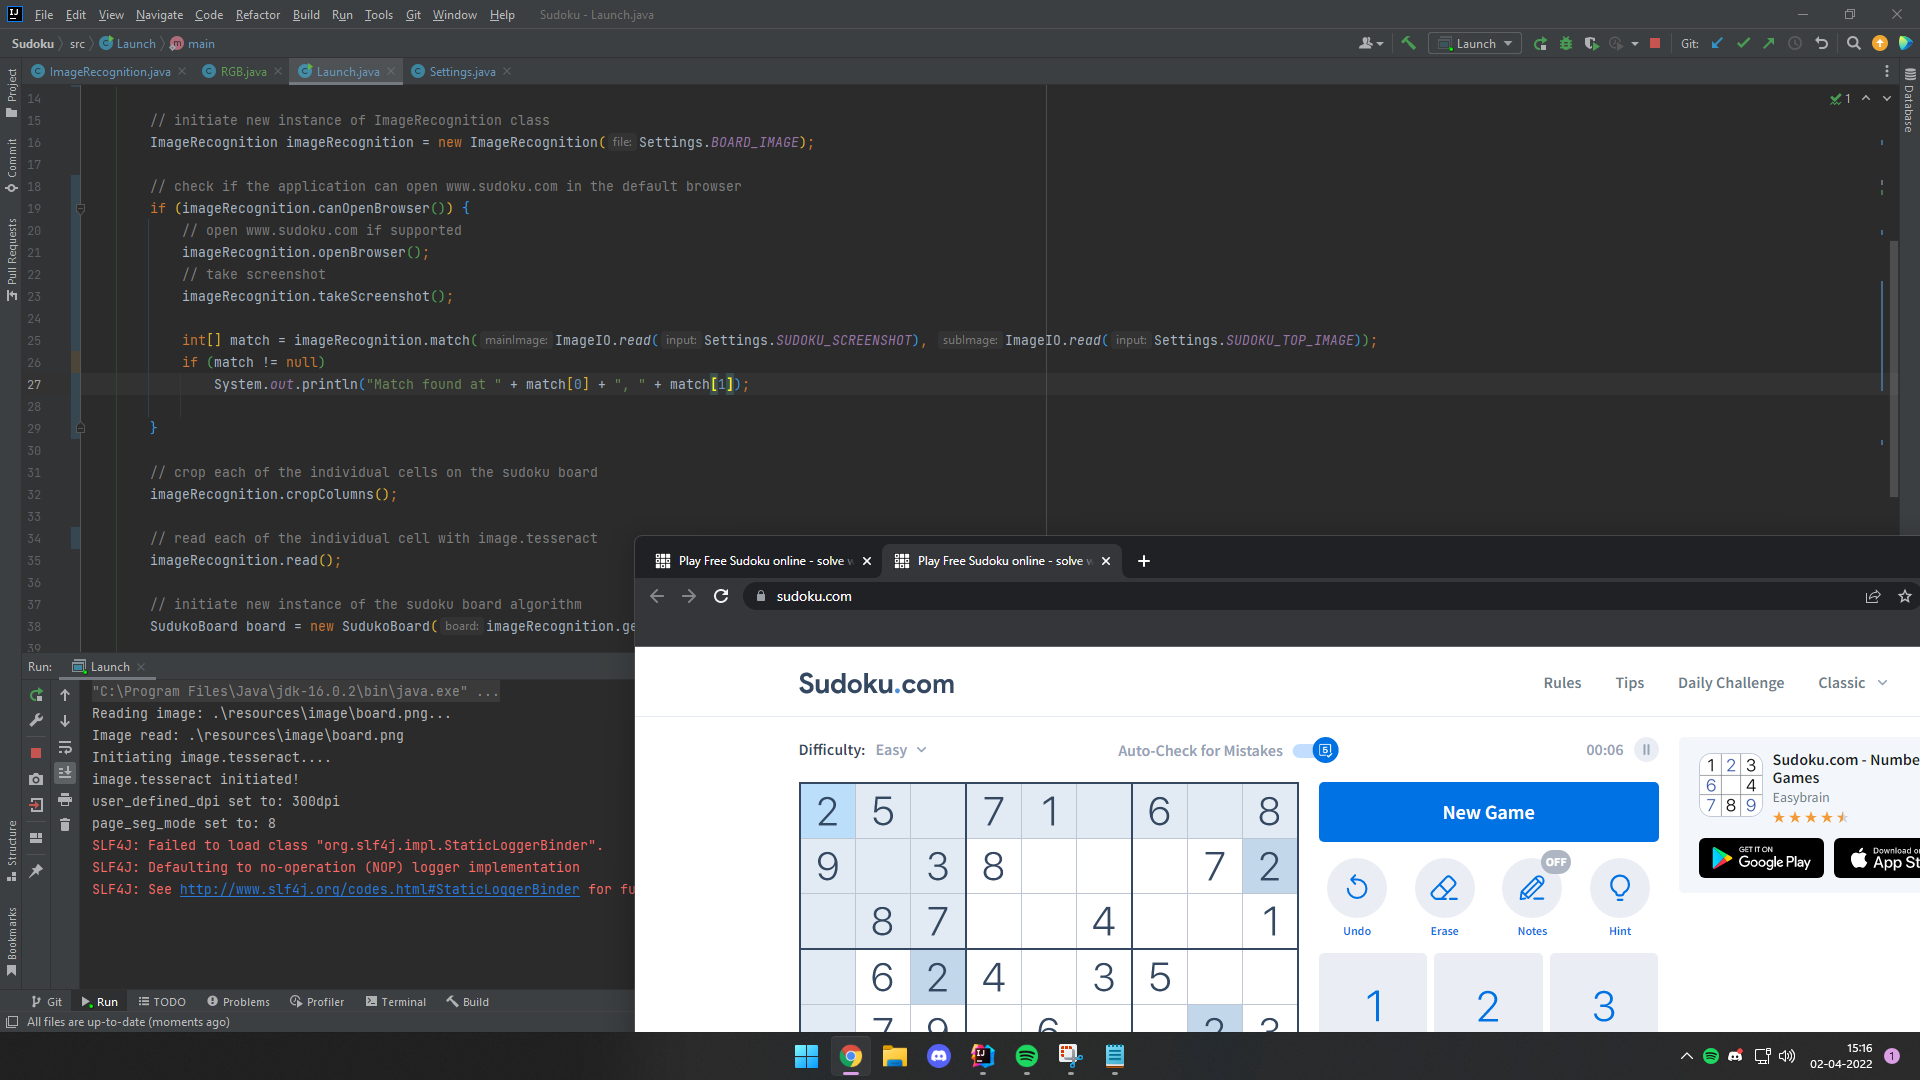 File Edit View Navigate Code Refactor Build Run Tools Git Window Help Sudoku - Launch.java
Sudoku src Launch main
Launch Git:
ImageRecognition.java RGB.java Launch.java Settings.java
Project
Commit
Pull Requests
Structure
Bookmarks
Database
1
14
15 // initiate new instance of ImageRecognition class
16 ImageRecognition imageRecognition = new ImageRecognition( file: Settings.BOARD_IMAGE);
17
18 // check if the application can open www.sudoku.com in the default browser
19 if (imageRecognition.canOpenBrowser()) {
20 // open www.sudoku.com if supported
21 imageRecognition.openBrowser();
22 // take screenshot
23 imageRecognition.takeScreenshot();
24
25 int[] match = imageRecognition.match( mainImage: ImageIO.read( input: Settings.SUDOKU_SCREENSHOT), subImage: ImageIO.read( input: Settings.SUDOKU_TOP_IMAGE));
26 if (match != null)
27 System.out.println("Match found at " + match[0] + ", " + match[1]);
28
29 }
30
31 // crop each of the individual cells on the sudoku board
32 imageRecognition.cropColumns();
33
34 // read each of the individual cell with image.tesseract
35 imageRecognition.read();
36
37 // initiate new instance of the sudoku board algorithm
38 SudukoBoard board = new SudukoBoard( board: imageRecognition.ge
39
Run: Launch
"C:\Program Files\Java\jdk-16.0.2\bin\java.exe" ...
Reading image: .\resources\image\board.png...
Image read: .\resources\image\board.png
Initiating image.tesseract....
image.tesseract initiated!
user_defined_dpi set to: 300dpi
page_seg_mode set to: 8
SLF4J: Failed to load class "org.slf4j.impl.StaticLoggerBinder".
SLF4J: Defaulting to no-operation (NOP) logger implementation
SLF4J: See http://www.slf4j.org/codes.html#StaticLoggerBinder for fu
Git Run TODO Problems Profiler Terminal Build
All files are up-to-date (moments ago)
Play Free Sudoku online - solve Play Free Sudoku online - solve
sudoku.com
Sudoku.com Rules Tips Daily Challenge Classic
Difficulty: Easy Auto-Check for Mistakes 00:06
2 5 7 1 6 8
9 3 8 7 2
8 7 4 1
6 2 4 3 5
7 9 6 2 3
New Game
OFF
Undo Erase Notes Hint
1 2 3
1 2 3
6 4
7 8 9
Sudoku.com - Numbe
Games
Easybrain
GET IT ON
Google Play
Download on
App St
15:16
02-04-2022
1